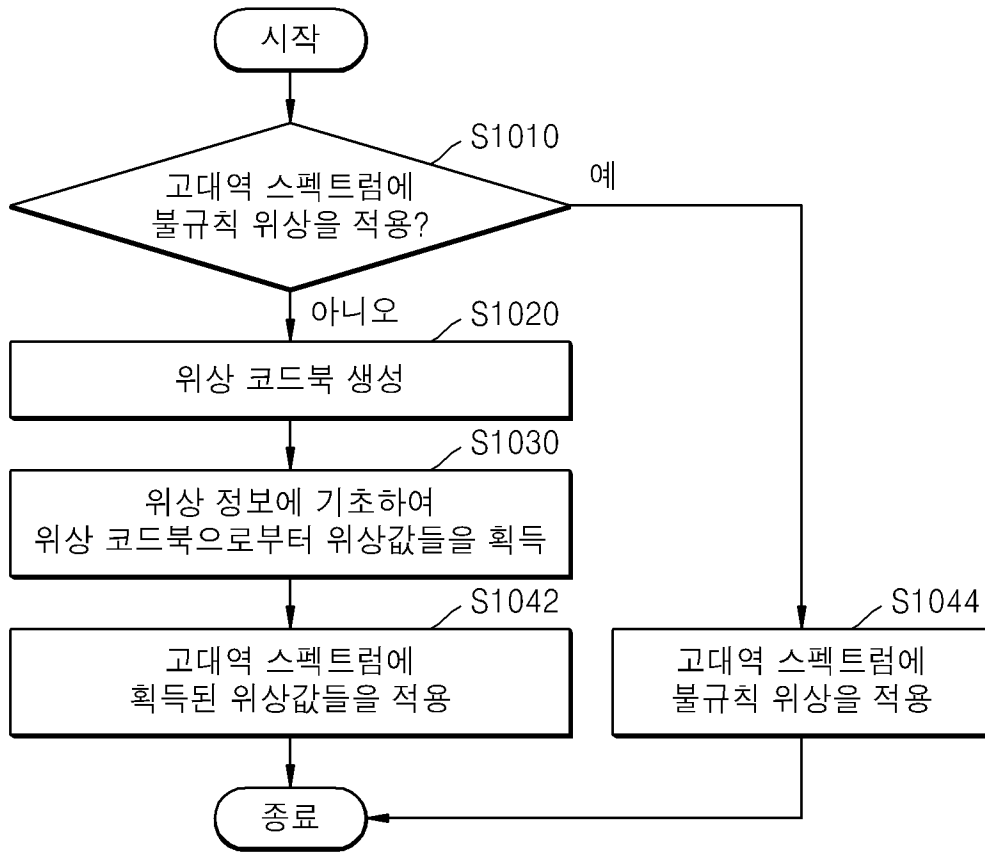 시작
S1010
고대역 스펙트럼에
불규칙 위상을 적용?
예
아니오
S1020
위상 코드북 생성
S1030
위상 정보에 기초하여
위상 코드북으로부터 위상값들을 획득
S1042
고대역 스펙트럼에
획득된 위상값들을 적용
S1044
고대역 스펙트럼에
불규칙 위상을 적용
종료